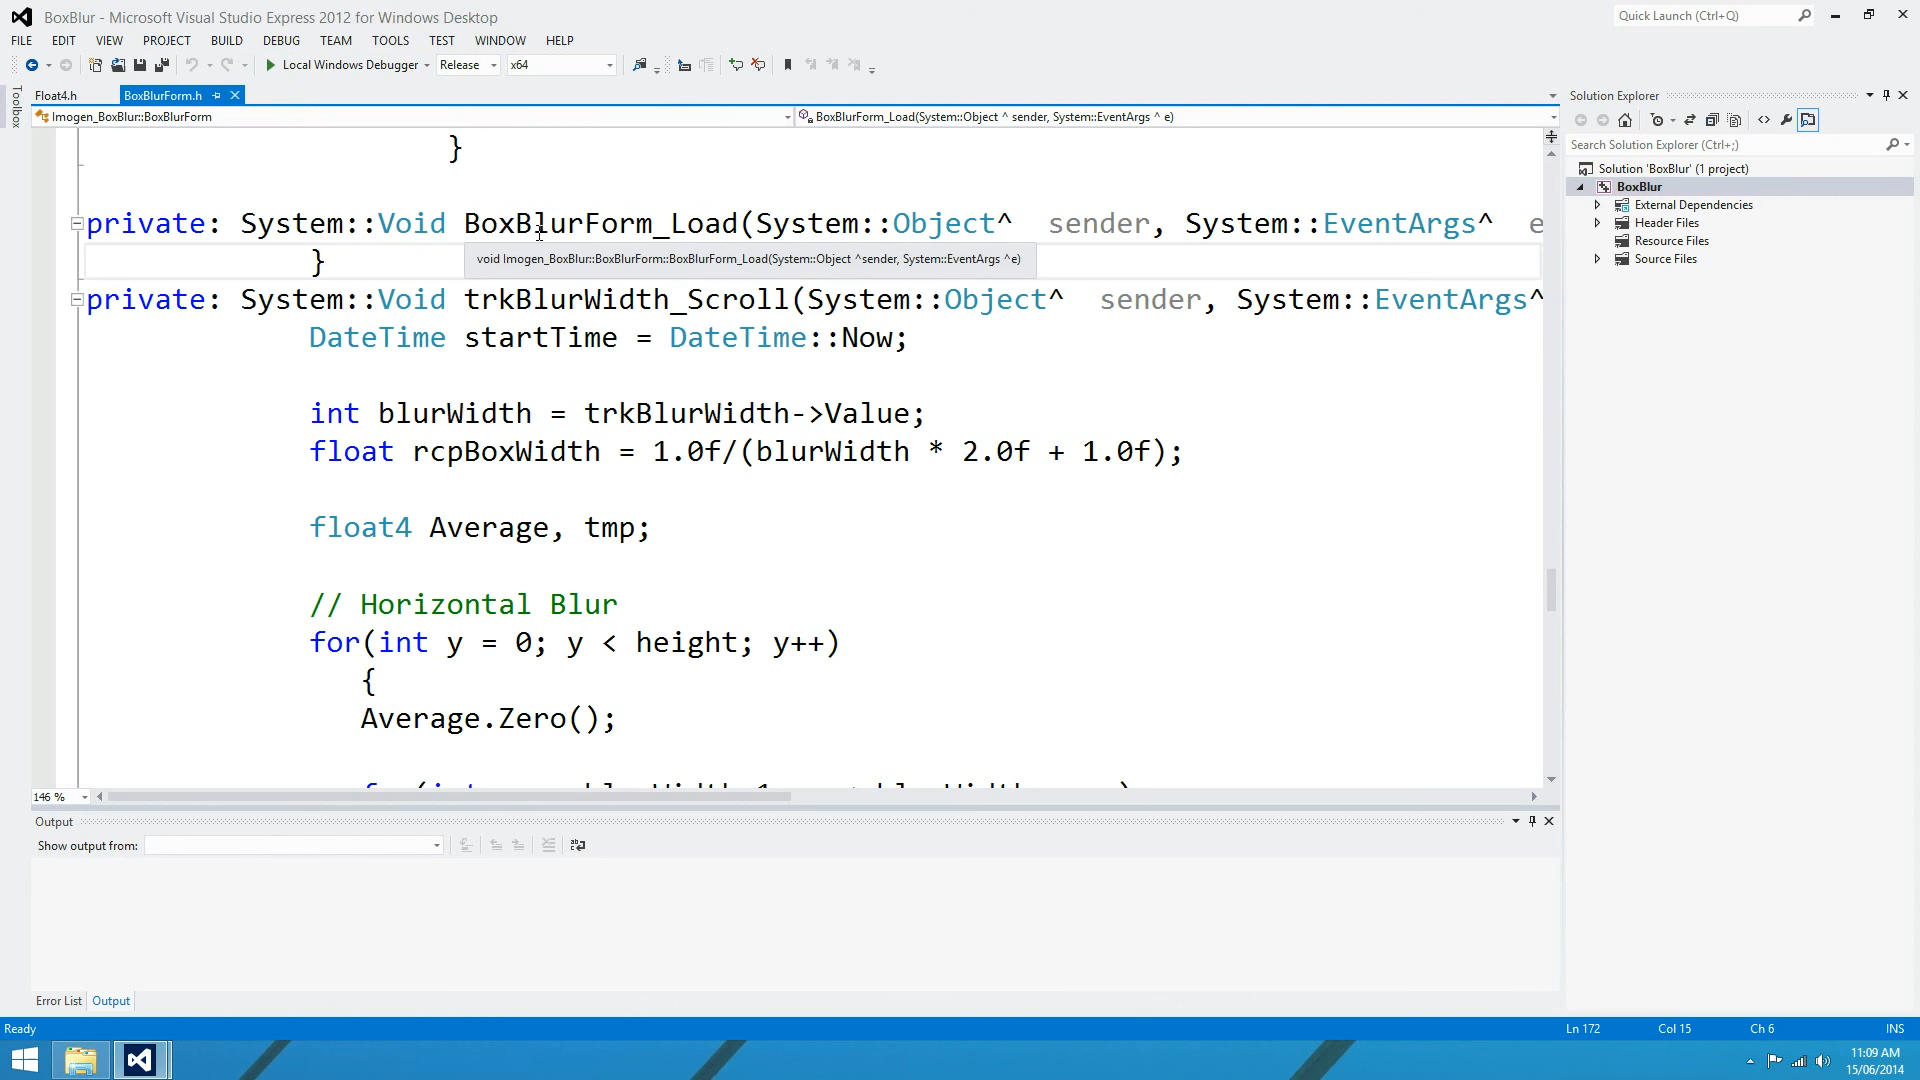 BoxBlur - Microsoft Visual Studio Express 2012 for Windows Desktop
Quick Launch (Ctrl+Q)
FILE EDIT VIEW PROJECT BUILD DEBUG TEAM TOOLS TEST WINDOW HELP
Local Windows Debugger Release x64
Toolbox
Float4.h BoxBlurForm.h
Imogen_BoxBlur::BoxBlurForm BoxBlurForm_Load(System::Object ^ sender, System::EventArgs ^ e)
}
private: System::Void BoxBlurForm_Load(System::Object^  sender, System::EventArgs^  e
}
void Imogen_BoxBlur::BoxBlurForm::BoxBlurForm_Load(System::Object ^sender, System::EventArgs ^e)
private: System::Void trkBlurWidth_Scroll(System::Object^  sender, System::EventArgs^
DateTime startTime = DateTime::Now;
int blurWidth = trkBlurWidth->Value;
float rcpBoxWidth = 1.0f/(blurWidth * 2.0f + 1.0f);
float4 Average, tmp;
// Horizontal Blur
for(int y = 0; y < height; y++)
{
Average.Zero();
146 %
Output
Show output from:
Error List Output
Solution Explorer
Search Solution Explorer (Ctrl+;)
Solution 'BoxBlur' (1 project)
BoxBlur
External Dependencies
Header Files
Resource Files
Source Files
Ready Ln 172 Col 15 Ch 6 INS
11:09 AM
15/06/2014